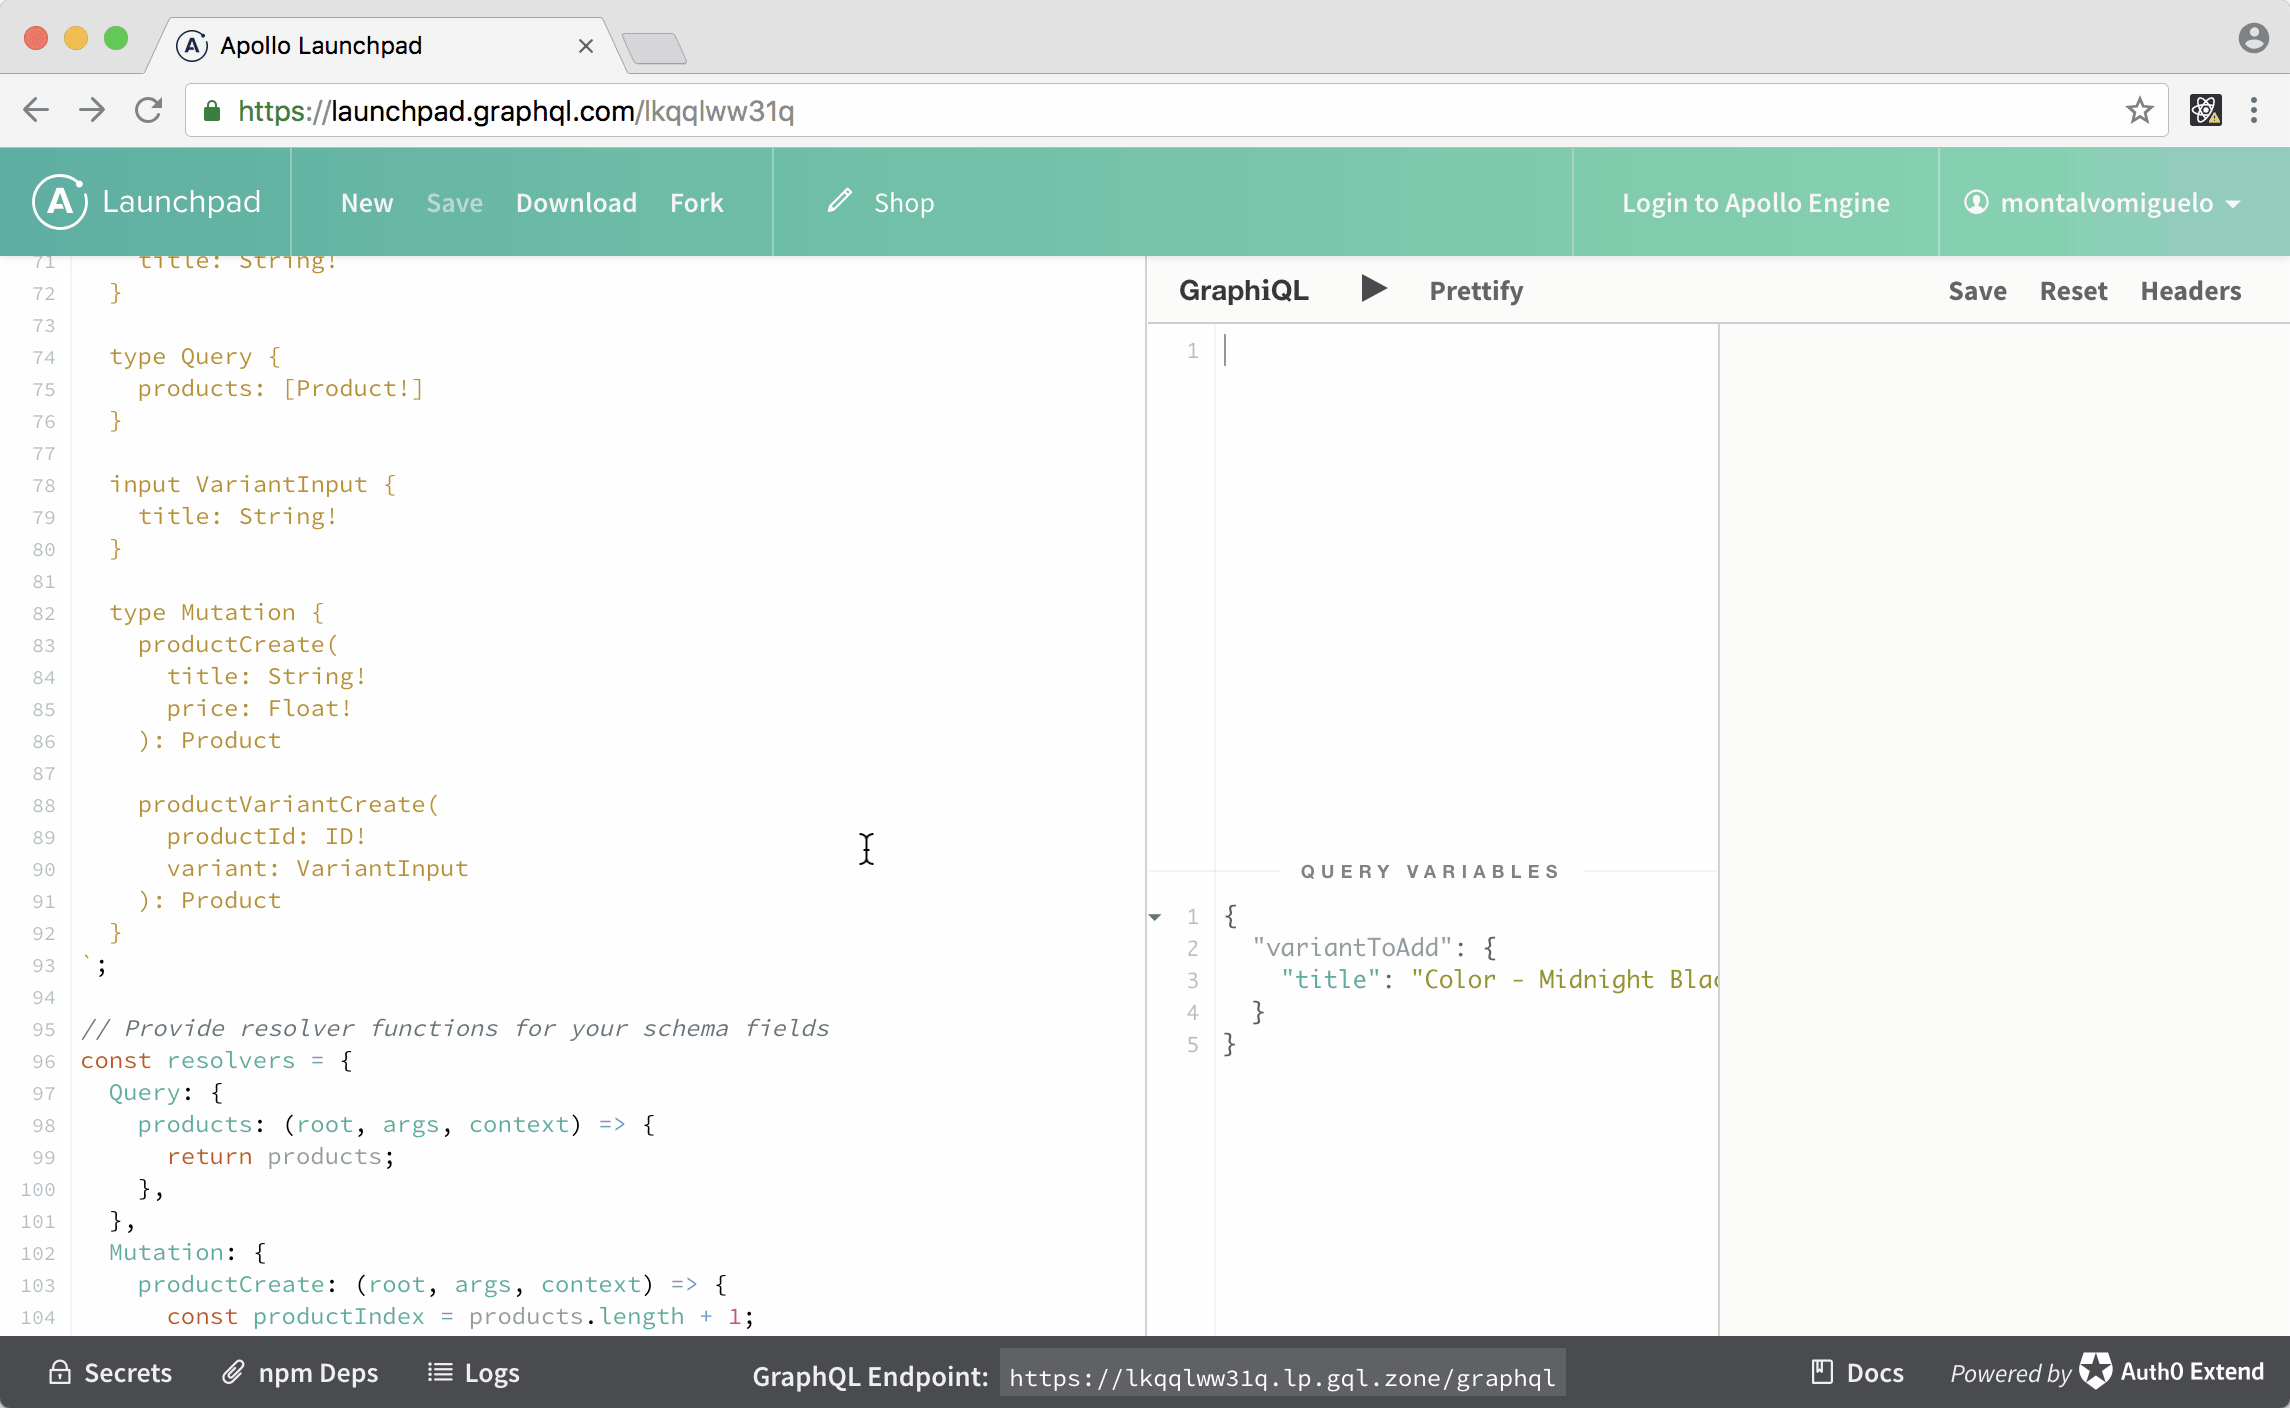 Apollo Launchpad
https://launchpad.graphql.com/lkqqlww31q
Launchpad New Save Download Fork Shop Login to Apollo Engine montalvomiguelo
71     title: String!
72   }
73
74   type Query {
75     products: [Product!]
76   }
77
78   input VariantInput {
79     title: String!
80   }
81
82   type Mutation {
83     productCreate(
84       title: String!
85       price: Float!
86     ): Product
87
88     productVariantCreate(
89       productId: ID!
90       variant: VariantInput
91     ): Product
92   }
93 `;
94
95 // Provide resolver functions for your schema fields
96 const resolvers = {
97   Query: {
98     products: (root, args, context) => {
99       return products;
100     },
101   },
102   Mutation: {
103     productCreate: (root, args, context) => {
104       const productIndex = products.length + 1;
GraphiQL Prettify Save Reset Headers
1
QUERY VARIABLES
1 {
2   "variantToAdd": {
3     "title": "Color - Midnight Blac
4   }
5 }
Secrets npm Deps Logs GraphQL Endpoint: https://lkqqlww31q.lp.gql.zone/graphql Docs Powered by Auth0 Extend